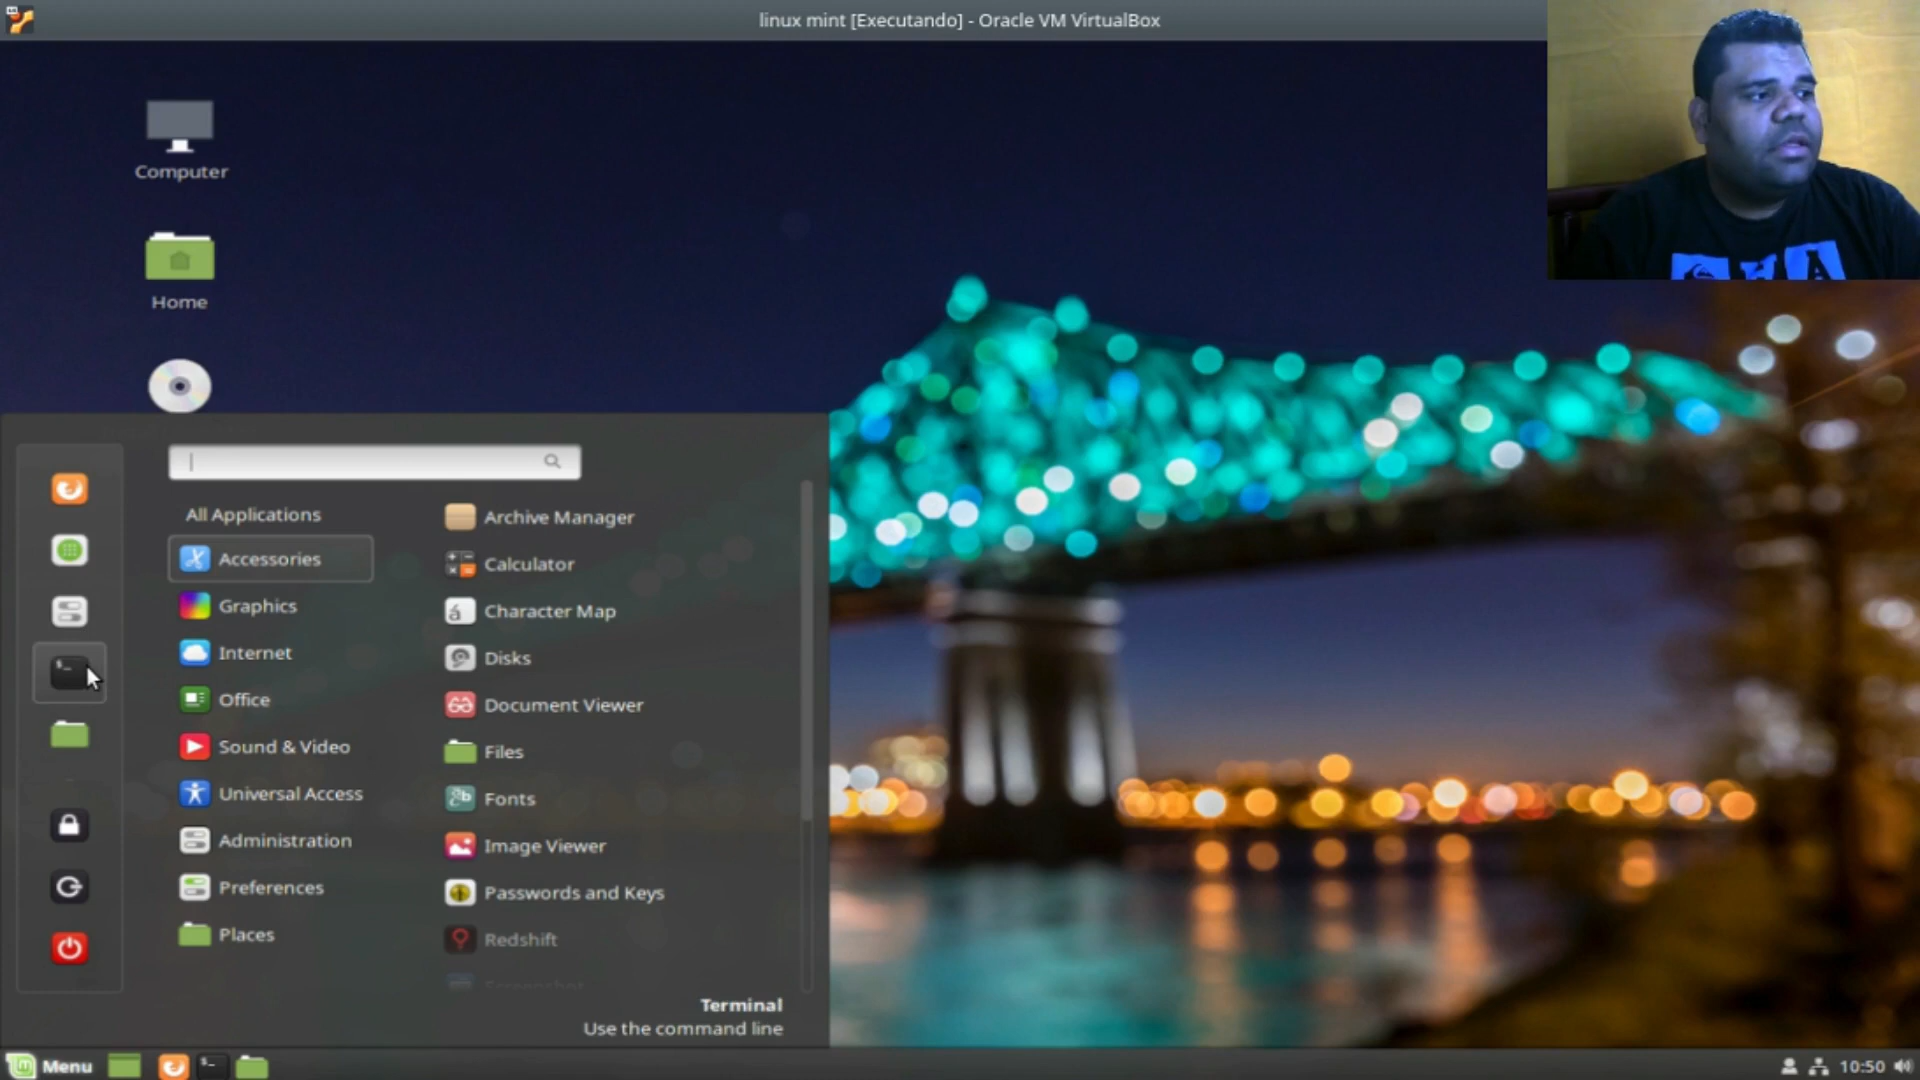 linux mint [Executando] - Oracle VM VirtualBox
Computer
Home
All Applications
Accessories
Graphics
Internet
Office
Sound & Video
Universal Access
Administration
Preferences
Places
Archive Manager
Calculator
Character Map
Disks
Document Viewer
Files
Fonts
Image Viewer
Passwords and Keys
Redshift
Terminal
Use the command line
Menu
10:50